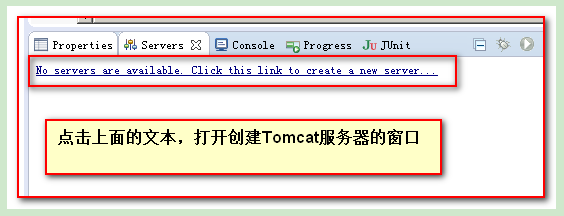 Properties Servers Console Progress JUnit
No servers are available. Click this link to create a new server...
点击上面的文本，打开创建Tomcat服务器的窗口